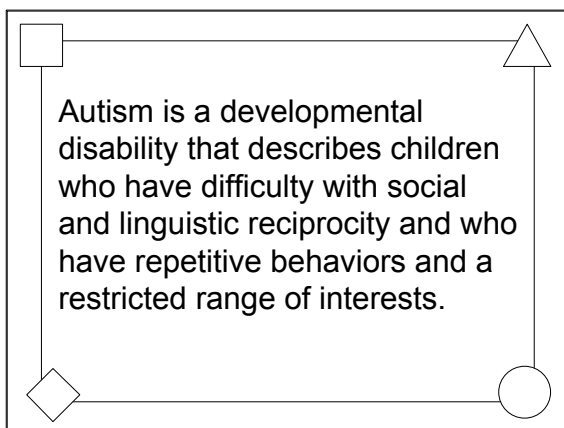 Autism is a developmental
disability that describes children
who have difficulty with social
and linguistic reciprocity and who
have repetitive behaviors and a
restricted range of interests.